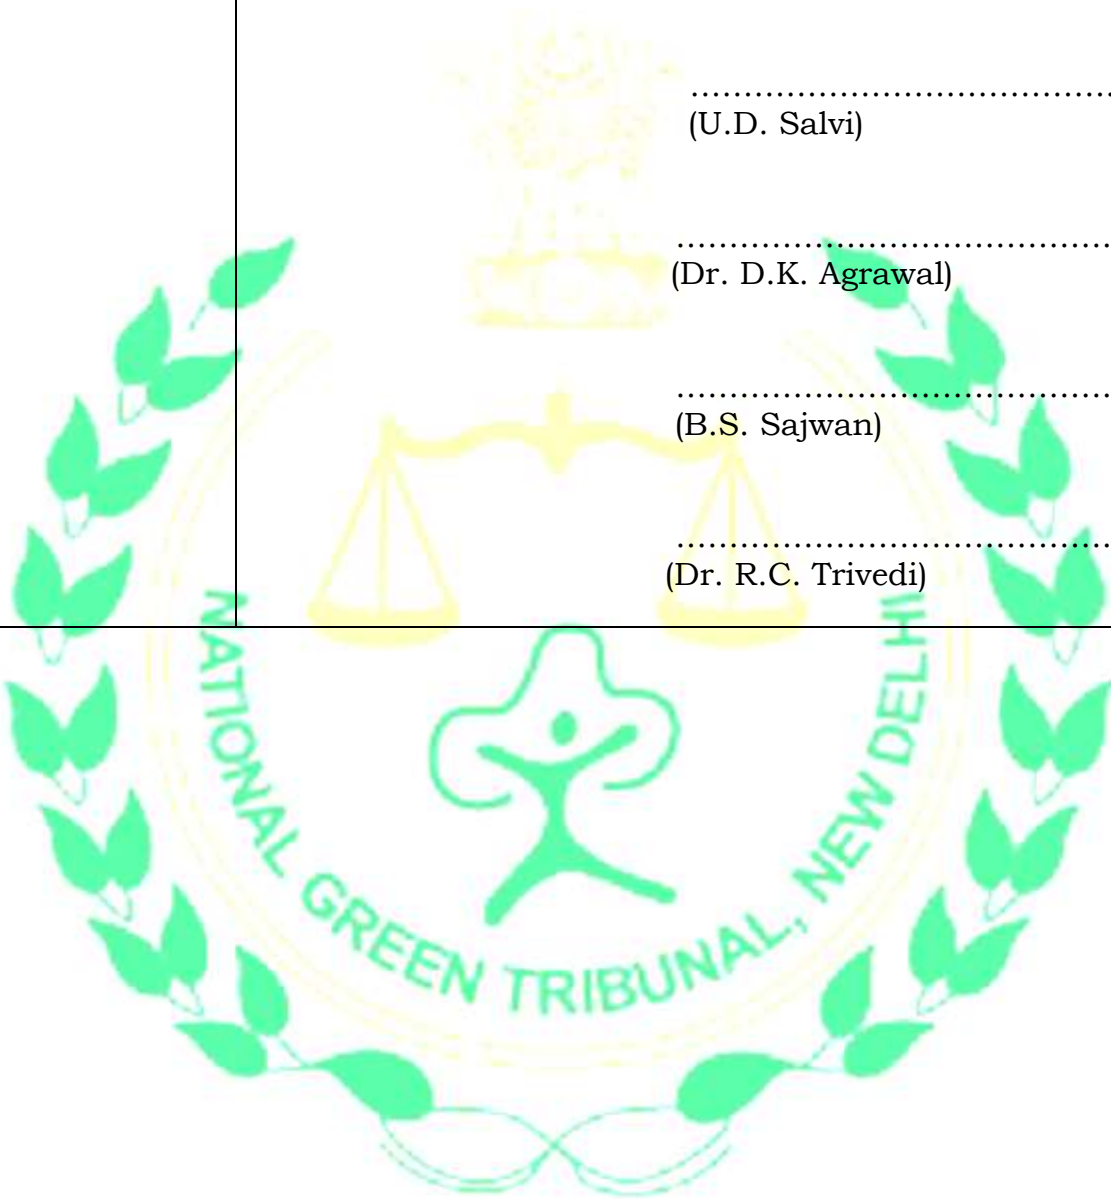 ……………………………………
(U.D. Salvi)
……………………………………
(Dr. D.K. Agrawal)
……………………………………
(B.S. Sajwan)
……………………………………
(Dr. R.C. Trivedi)
NATIONAL GREEN TRIBUNAL, NEW DELHI